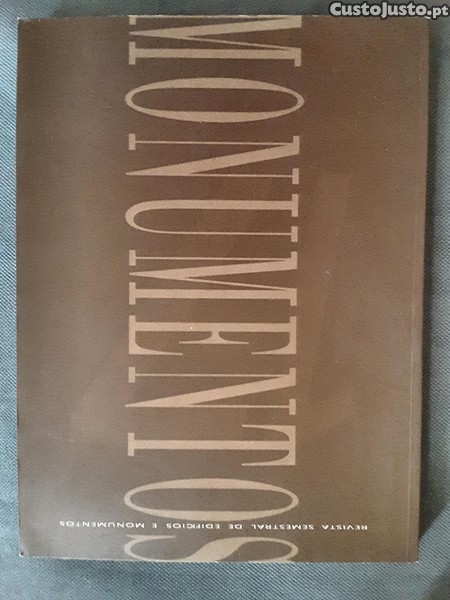 CustoJusto.pt
MONUMENTOS
REVISTA SEMESTRAL DE EDIFÍCIOS E MONUMENTOS